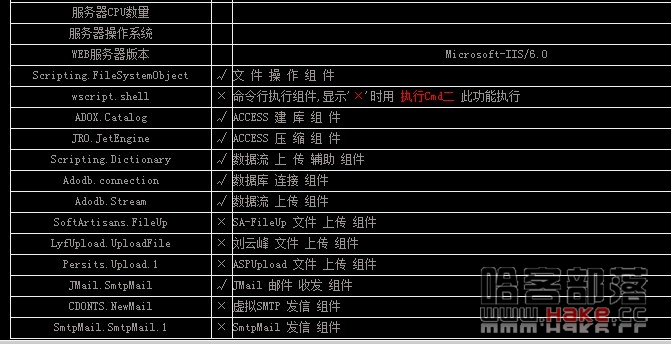 服务器CPU数量
服务器操作系统
WEB服务器版本 Microsoft-IIS/6.0
Scripting.FileSystemObject √ 文 件 操 作 组 件
wscript.shell × 命令行执行组件,显示'×'时用 执行Cmd二 此功能执行
ADOX.Catalog √ ACCESS 建 库 组 件
JRO.JetEngine √ ACCESS 压 缩 组 件
Scripting.Dictionary √ 数据流 上 传 辅助 组件
Adodb.connection √ 数据库 连接 组件
Adodb.Stream √ 数据流 上传 组件
SoftArtisans.FileUp × SA-FileUp 文件 上传 组件
LyfUpload.UploadFile × 刘云峰 文件 上传 组件
Persits.Upload.1 × ASPUpload 文件 上传 组件
JMail.SmtpMail √ JMail 邮件 收发 组件
CDONTS.NewMail × 虚拟SMTP 发信 组件
SmtpMail.SmtpMail.1 × SmtpMail 发信 组件
哈客部落
www.Hake.cc